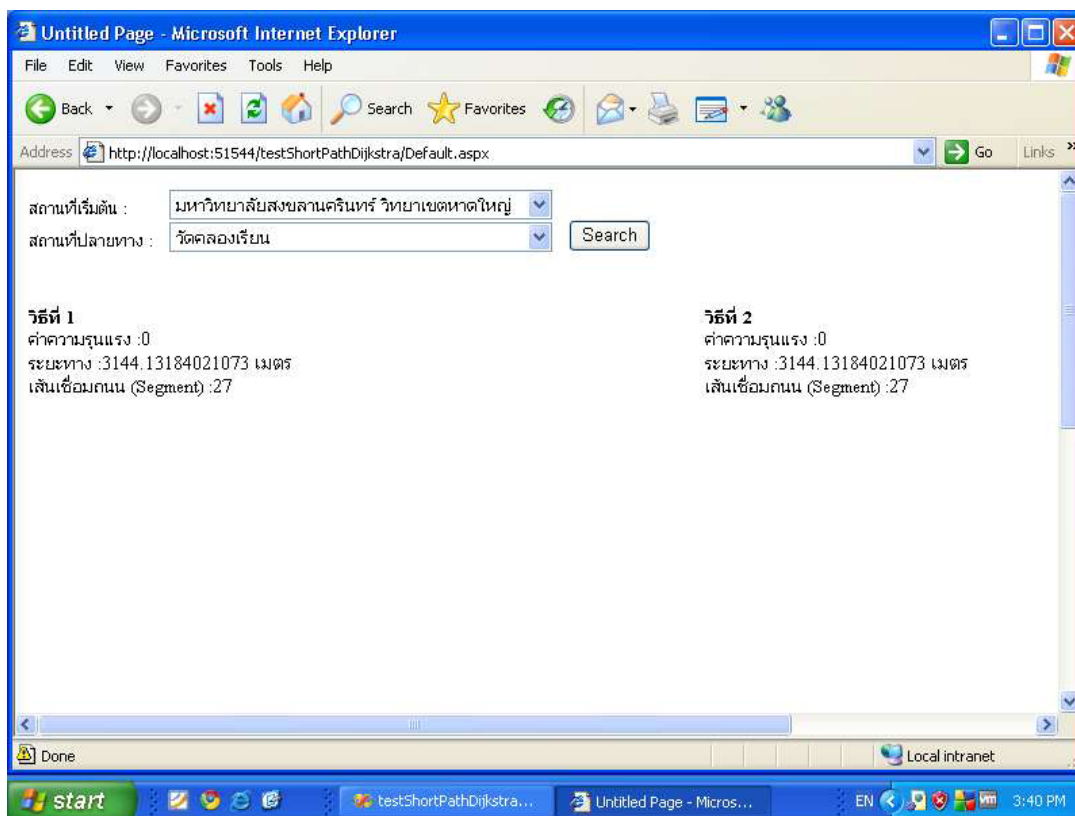 Untitled Page - Microsoft Internet Explorer
File Edit View Favorites Tools Help
Back Search Favorites
Address http://localhost:51544/testShortPathDijkstra/Default.aspx Go Links »
สถานที่เริ่มต้น : มหาวิทยาลัยสงขลานครินทร์ วิทยาเขตหาดใหญ่
สถานที่ปลายทาง : วัดคลองเรียน Search
วิธีที่ 1
ค่าความรุนแรง :0
ระยะทาง :3144.13184021073 เมตร
เส้นเชื่อมถนน (Segment) :27
วิธีที่ 2
ค่าความรุนแรง :0
ระยะทาง :3144.13184021073 เมตร
เส้นเชื่อมถนน (Segment) :27
Done Local intranet
start testShortPathDijkstra... Untitled Page - Micros... EN 3:40 PM